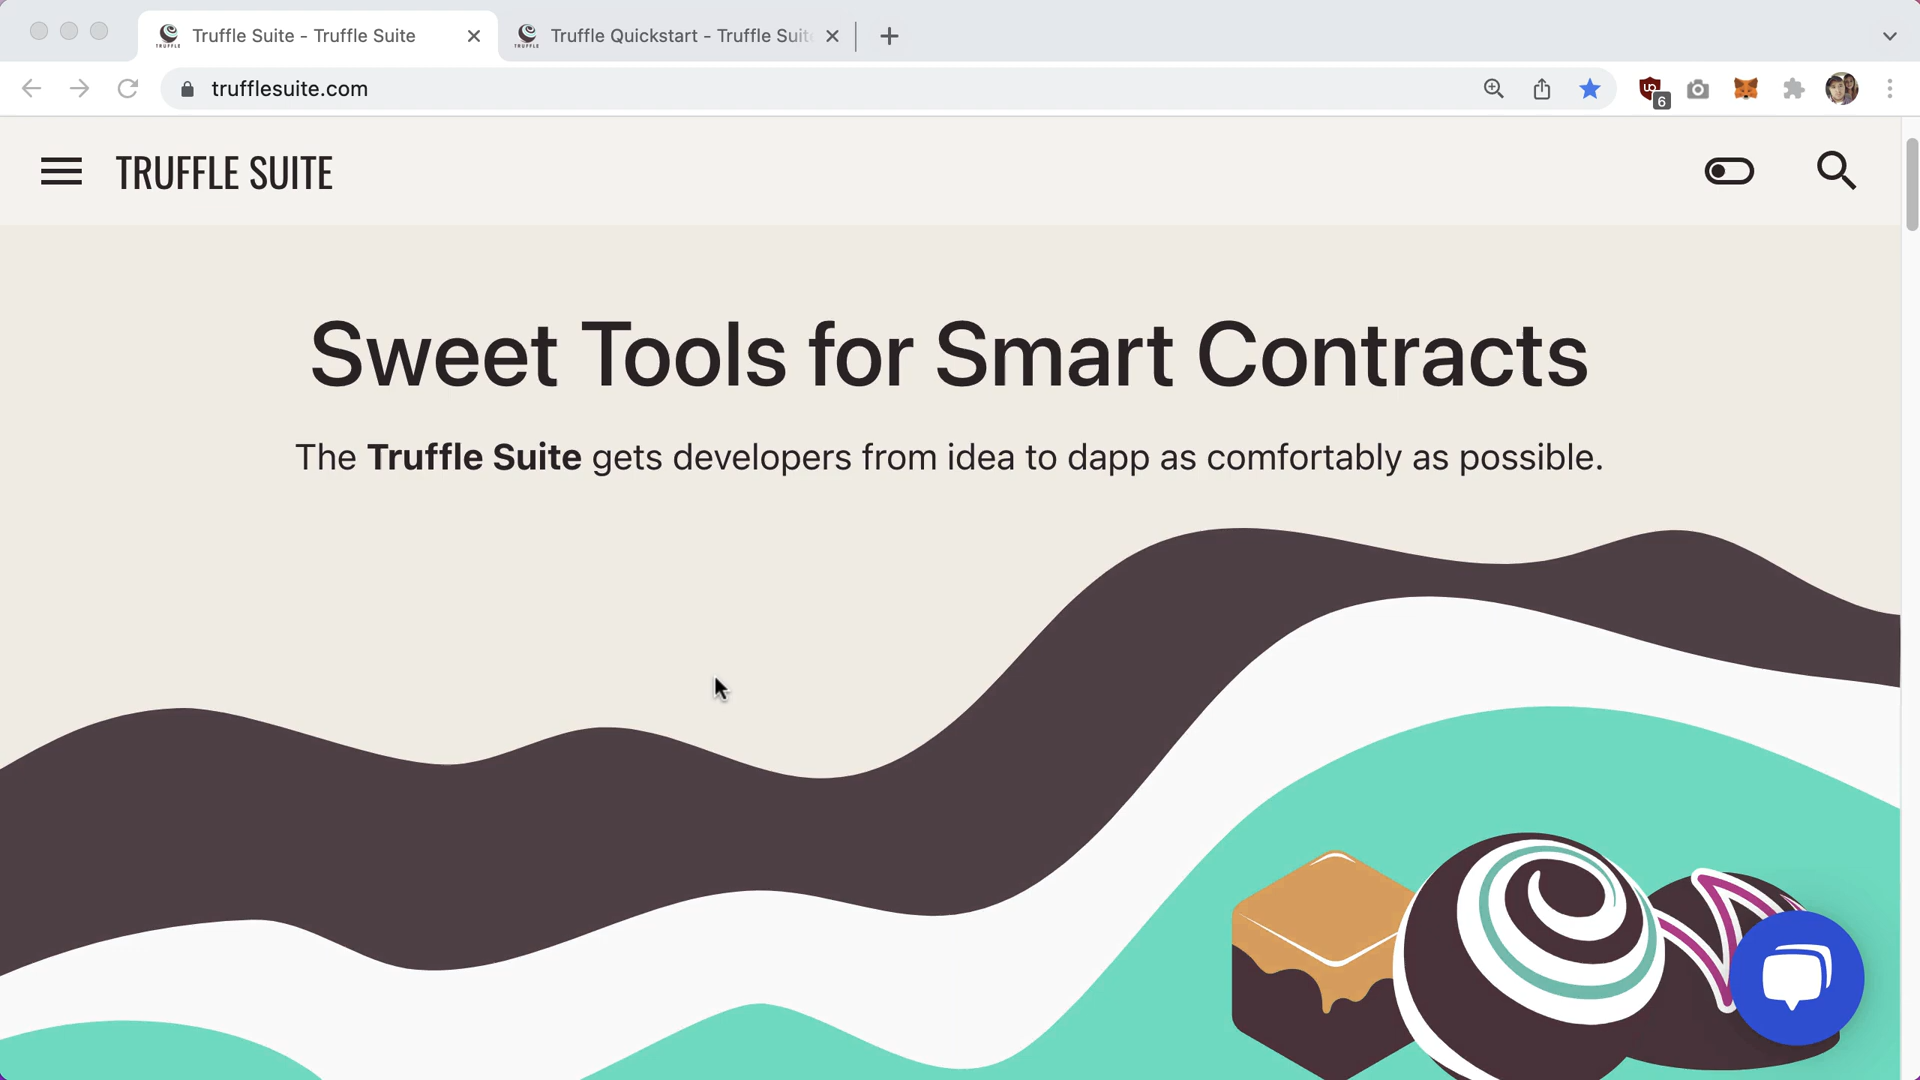 Truffle Suite - Truffle Suite
Truffle Quickstart - Truffle Suit
trufflesuite.com
6
TRUFFLE SUITE
Sweet Tools for Smart Contracts
The Truffle Suite gets developers from idea to dapp as comfortably as possible.